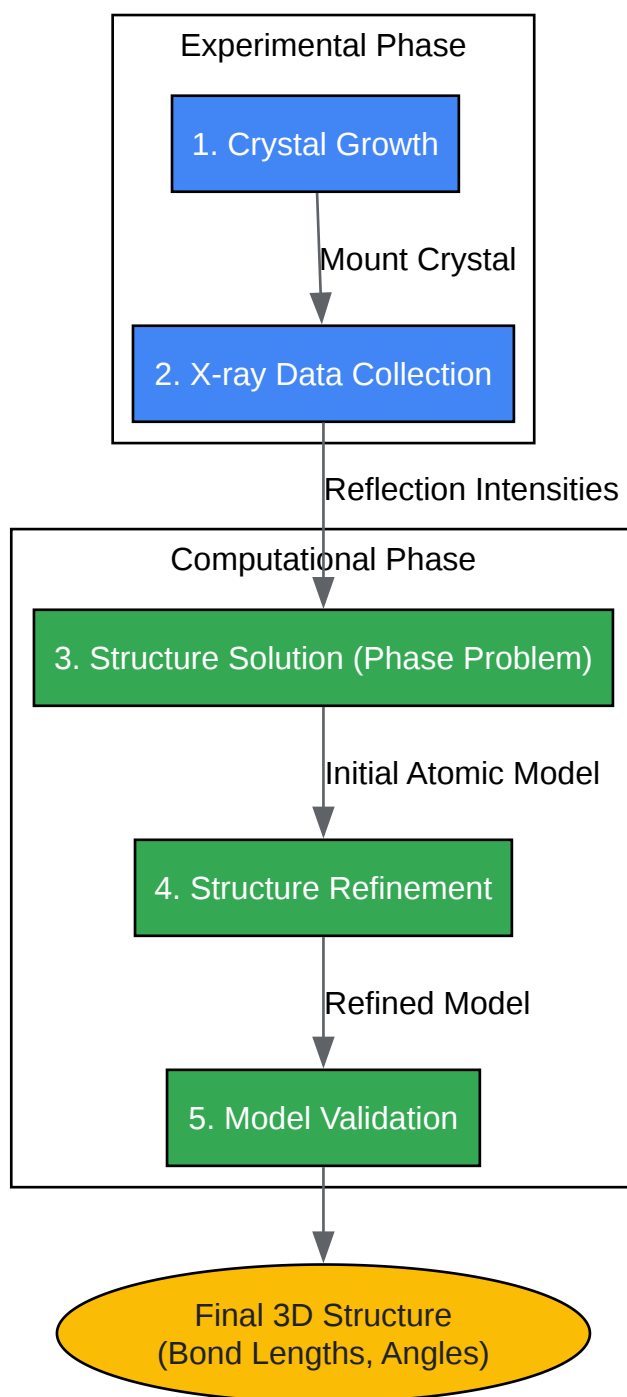 Experimental Phase
1. Crystal Growth
Mount Crystal
2. X-ray Data Collection
Reflection Intensities
Computational Phase
3. Structure Solution (Phase Problem)
Initial Atomic Model
4. Structure Refinement
Refined Model
5. Model Validation
Final 3D Structure
(Bond Lengths, Angles)